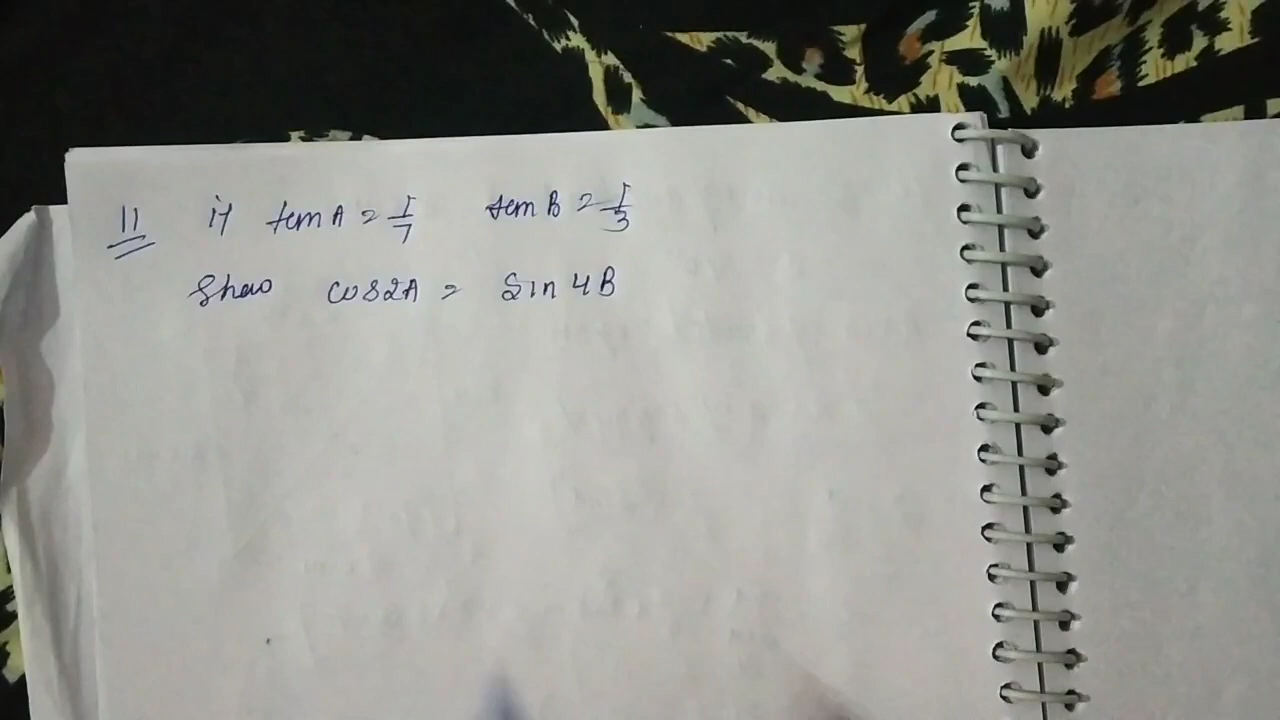 11 if tan A = 1/7 tan B = 1/3
Show cos2A = Sin 4B